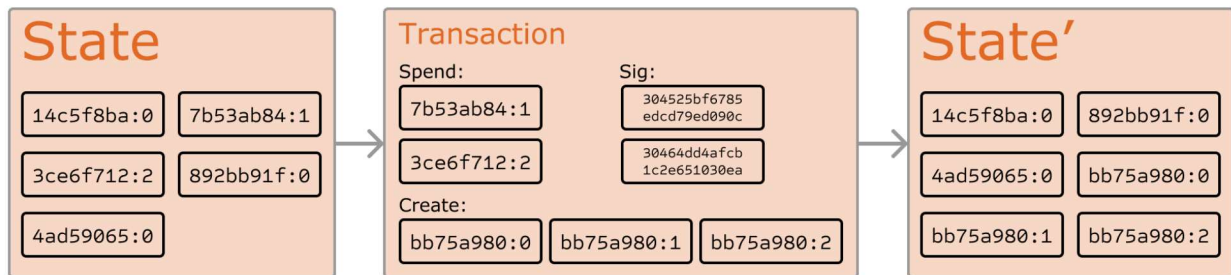 State
14c5f8ba:0 7b53ab84:1
3ce6f712:2 892bb91f:0
4ad59065:0
Transaction
Spend: Sig:
7b53ab84:1 304525bf6785
edcd79ed090c
3ce6f712:2 30464dd4afcb
1c2e651030ea
Create:
bb75a980:0 bb75a980:1 bb75a980:2
State’
14c5f8ba:0 892bb91f:0
4ad59065:0 bb75a980:0
bb75a980:1 bb75a980:2